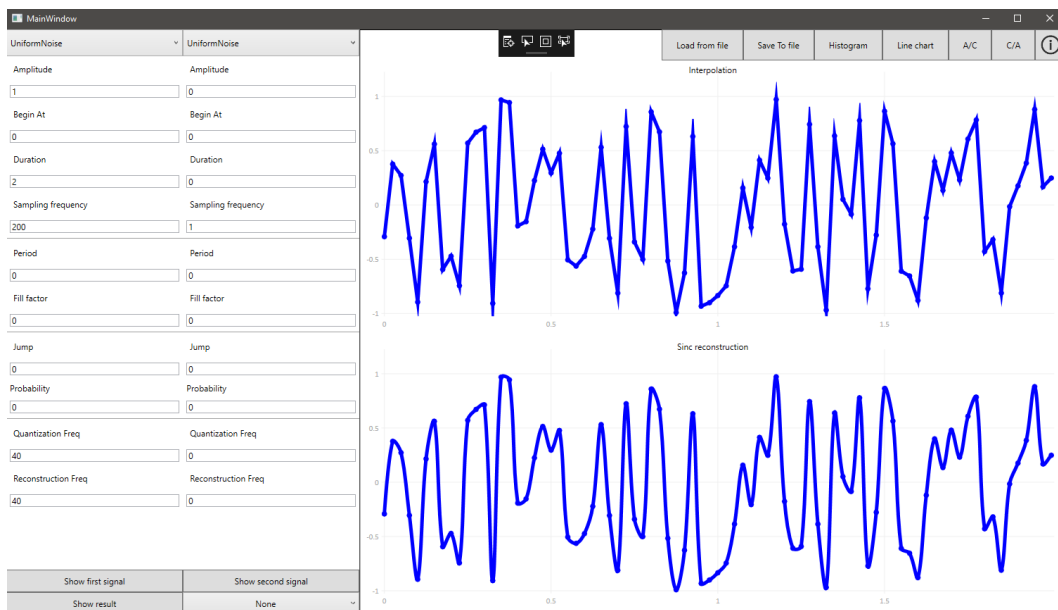 MainWindow
UniformNoise UniformNoise
Load from file Save To file Histogram Line chart A/C C/A i
Amplitude Amplitude
1 0
Begin At Begin At
0 0
Duration Duration
2 0
Sampling frequency Sampling frequency
200 1
Period Period
0 0
Fill factor Fill factor
0 0
Jump Jump
0 0
Probability Probability
0 0
Quantization Freq Quantization Freq
40 0
Reconstruction Freq Reconstruction Freq
40 0
Show first signal Show second signal
Show result None
Interpolation
1
0.5
0
-0.5
-1
0 0.5 1 1.5
Sinc reconstruction
1
0.5
0
-0.5
-1
0 0.5 1 1.5